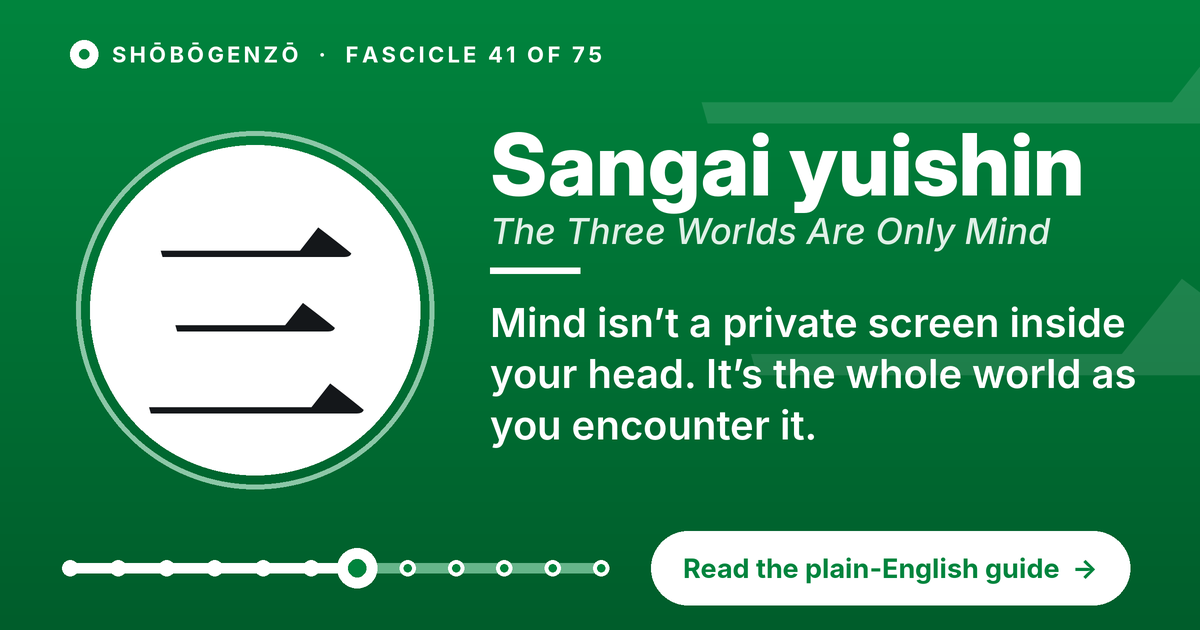 SHŌBŌGENZŌ · FASCICLE 41 OF 75
三
Sangai yuishin
The Three Worlds Are Only Mind
Mind isn’t a private screen inside
your head. It’s the whole world as
you encounter it.
Read the plain-English guide →